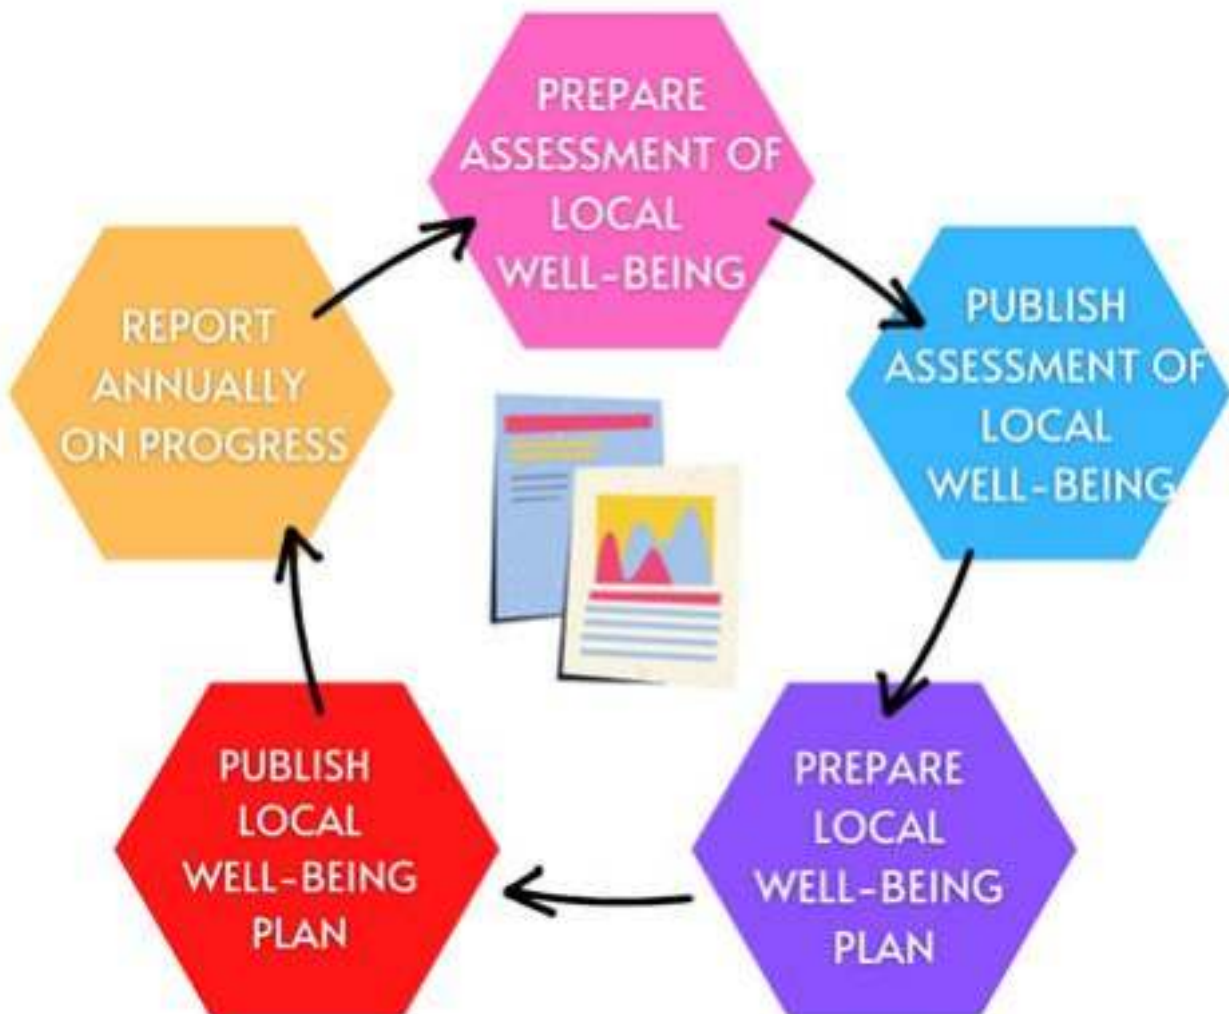 PREPARE
ASSESSMENT OF
LOCAL
WELL-BEING
PUBLISH
ASSESSMENT OF
LOCAL
WELL-BEING
PREPARE
LOCAL
WELL-BEING
PLAN
PUBLISH
LOCAL
WELL-BEING
PLAN
REPORT
ANNUALLY
ON PROGRESS